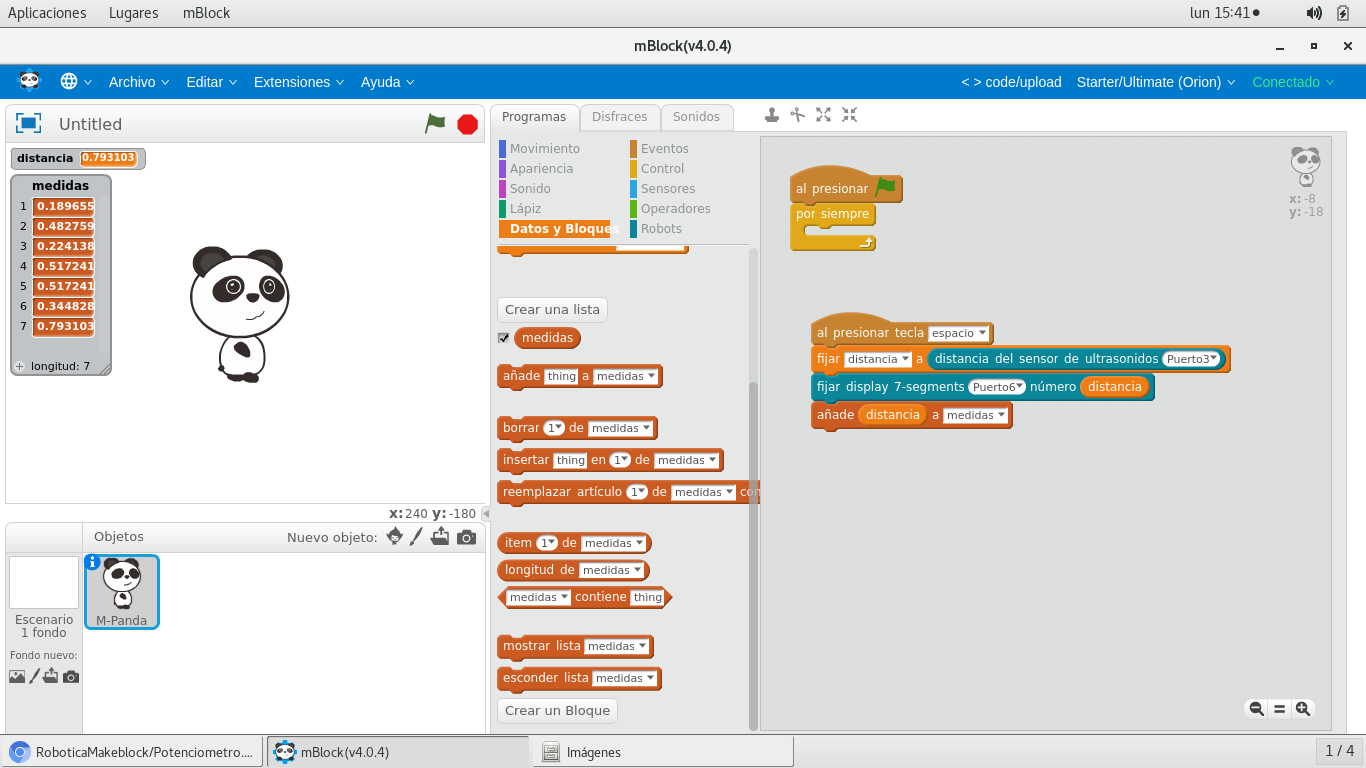 Aplicaciones Lugares mBlock lun 15:41
mBlock(v4.0.4)
Archivo Editar Extensiones Ayuda < > code/upload Starter/Ultimate (Orion) Conectado
Untitled
distancia 0.793103
medidas
1 0.189655
2 0.482759
3 0.224138
4 0.517241
5 0.517241
6 0.344828
7 0.793103
+ longitud: 7
x: 240 y: -180
Objetos Nuevo objeto:
M-Panda
Escenario
1 fondo
Fondo nuevo:
Programas Disfraces Sonidos
Movimiento Eventos
Apariencia Control
Sonido Sensores
Lápiz Operadores
Datos y Bloques Robots
Crear una lista
medidas
añade thing a medidas
borrar 1 de medidas
insertar thing en 1 de medidas
reemplazar artículo 1 de medidas con
item 1 de medidas
longitud de medidas
medidas contiene thing
mostrar lista medidas
esconder lista medidas
Crear un Bloque
al presionar
por siempre
x: -8
y: -18
al presionar tecla espacio
fijar distancia a distancia del sensor de ultrasonidos Puerto3
fijar display 7-segments Puerto6 número distancia
añade distancia a medidas
RoboticaMakeblock/Potenciometro.... mBlock(v4.0.4) Imágenes 1 / 4